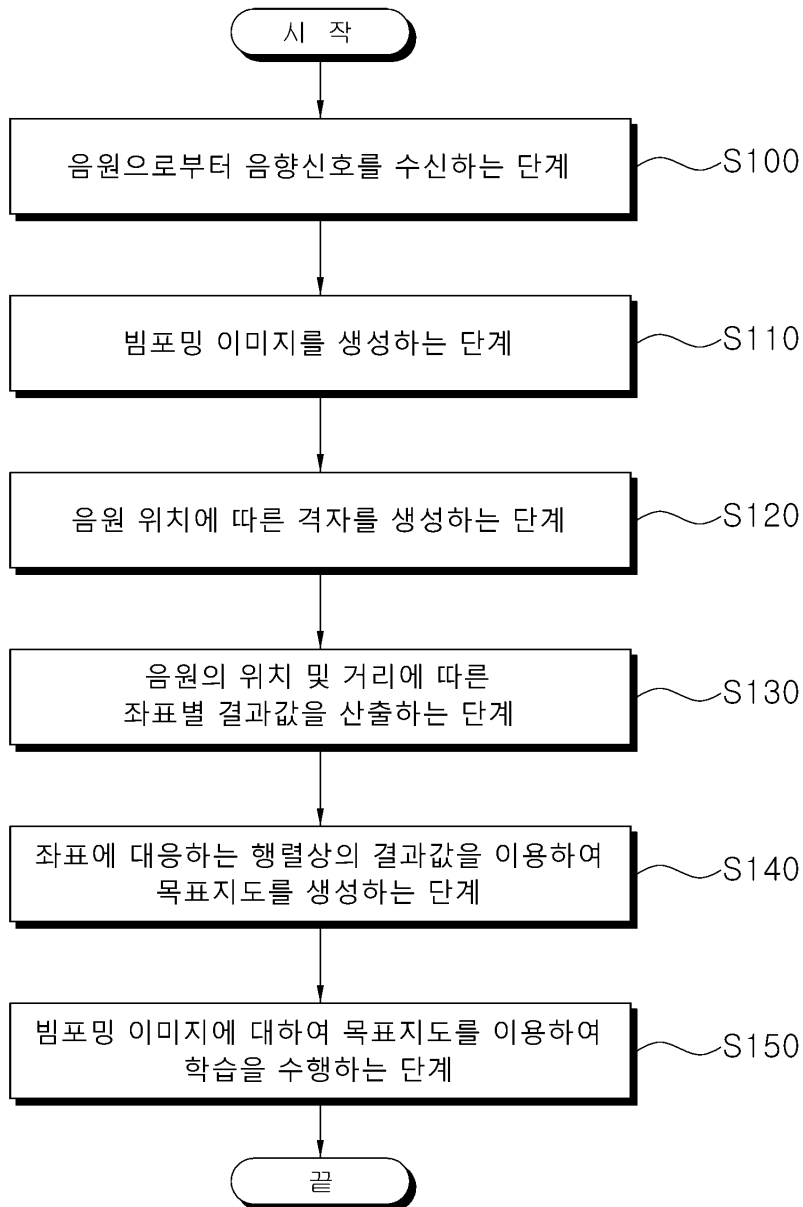 시 작
음원으로부터 음향신호를 수신하는 단계
S100
빔포밍 이미지를 생성하는 단계
S110
음원 위치에 따른 격자를 생성하는 단계
S120
음원의 위치 및 거리에 따른
좌표별 결과값을 산출하는 단계
S130
좌표에 대응하는 행렬상의 결과값을 이용하여
목표지도를 생성하는 단계
S140
빔포밍 이미지에 대하여 목표지도를 이용하여
학습을 수행하는 단계
S150
끝